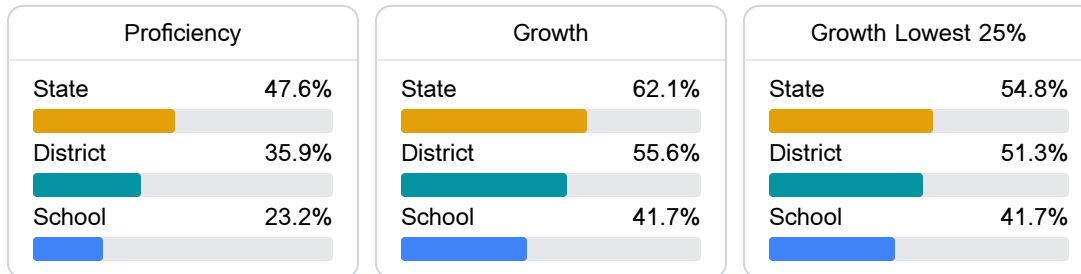 Proficiency
State 47.6%
District 35.9%
School 23.2%
Growth
State 62.1%
District 55.6%
School 41.7%
Growth Lowest 25%
State 54.8%
District 51.3%
School 41.7%